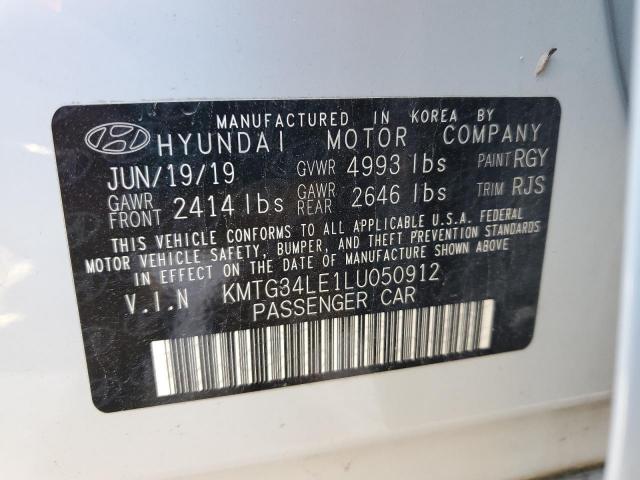 MANUFACTURED IN KOREA BY
HYUNDAI MOTOR COMPANY
JUN/19/19 GVWR 4993 lbs PAINT RGY
GAWR FRONT 2414 lbs GAWR REAR 2646 lbs TRIM RJS
THIS VEHICLE CONFORMS TO ALL APPLICABLE U.S.A. FEDERAL
MOTOR VEHICLE SAFETY, BUMPER, AND THEFT PREVENTION STANDARDS
IN EFFECT ON THE DATE OF MANUFACTURE SHOWN ABOVE
V.I.N KMTG34LE1LU050912
PASSENGER CAR